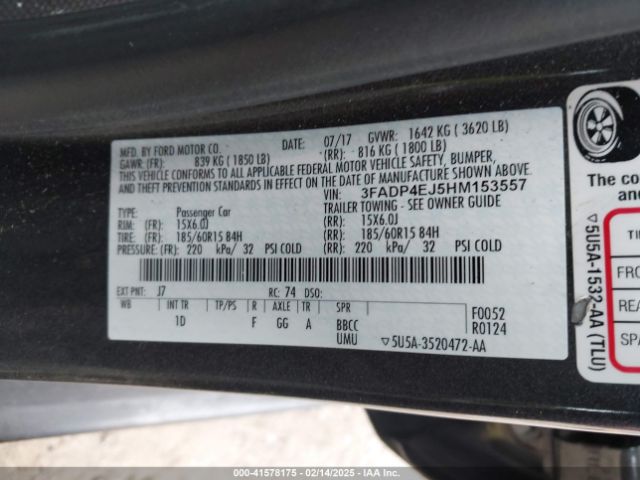 MFD. BY FORD MOTOR CO. DATE: 07/17 GVWR: 1642 KG ( 3620 LB)
GAWR: (FR): 839 KG ( 1850 LB) (RR): 816 KG ( 1800 LB)
THIS VEHICLE CONFORMS TO ALL APPLICABLE FEDERAL MOTOR VEHICLE SAFETY, BUMPER,
AND THEFT PREVENTION STANDARDS IN EFFECT ON THE
DATE OF MANUFACTURE SHOWN ABOVE.
VIN: 3FADP4EJ5HM153557
TYPE: Passenger Car TRAILER TOWING - SEE OWNER GUIDE
RIM: (FR): 15X6.0J (RR): 15X6.0J
TIRE: (FR): 185/60R15 84H (RR): 185/60R15 84H
PRESSURE: (FR): 220 kPa/ 32 PSI COLD (RR): 220 kPa/ 32 PSI COLD
EXT PNT: J7 RC: 74 DSO:
WB INT TR TP/PS R AXLE TR SPR
1D F GG A BBCC
UMU
F0052
R0124
▽5U5A-3520472-AA
The co
if
▽5U5A-1532-AA (TLU)
TI
FRO
REA
SPA
000-41578175 — 02/14/2025 — IAA Inc.